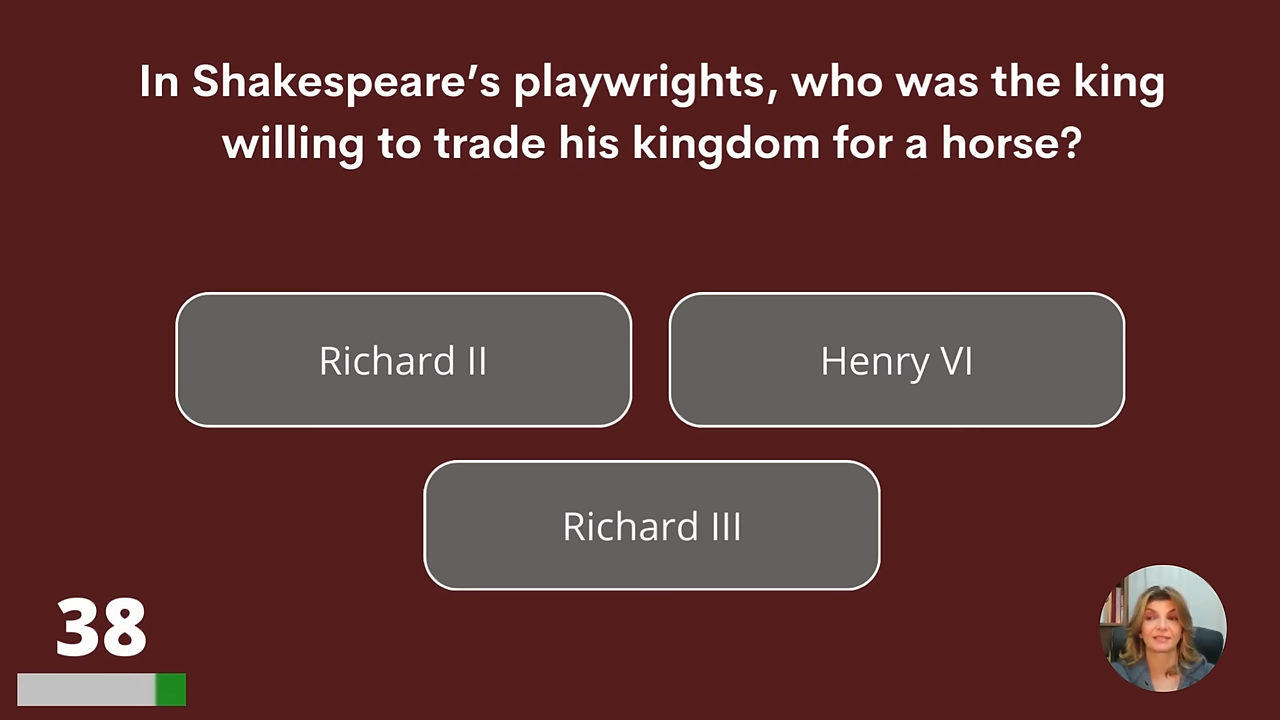 In Shakespeare’s playwrights, who was the king
willing to trade his kingdom for a horse?
Richard II
Henry VI
Richard III
38